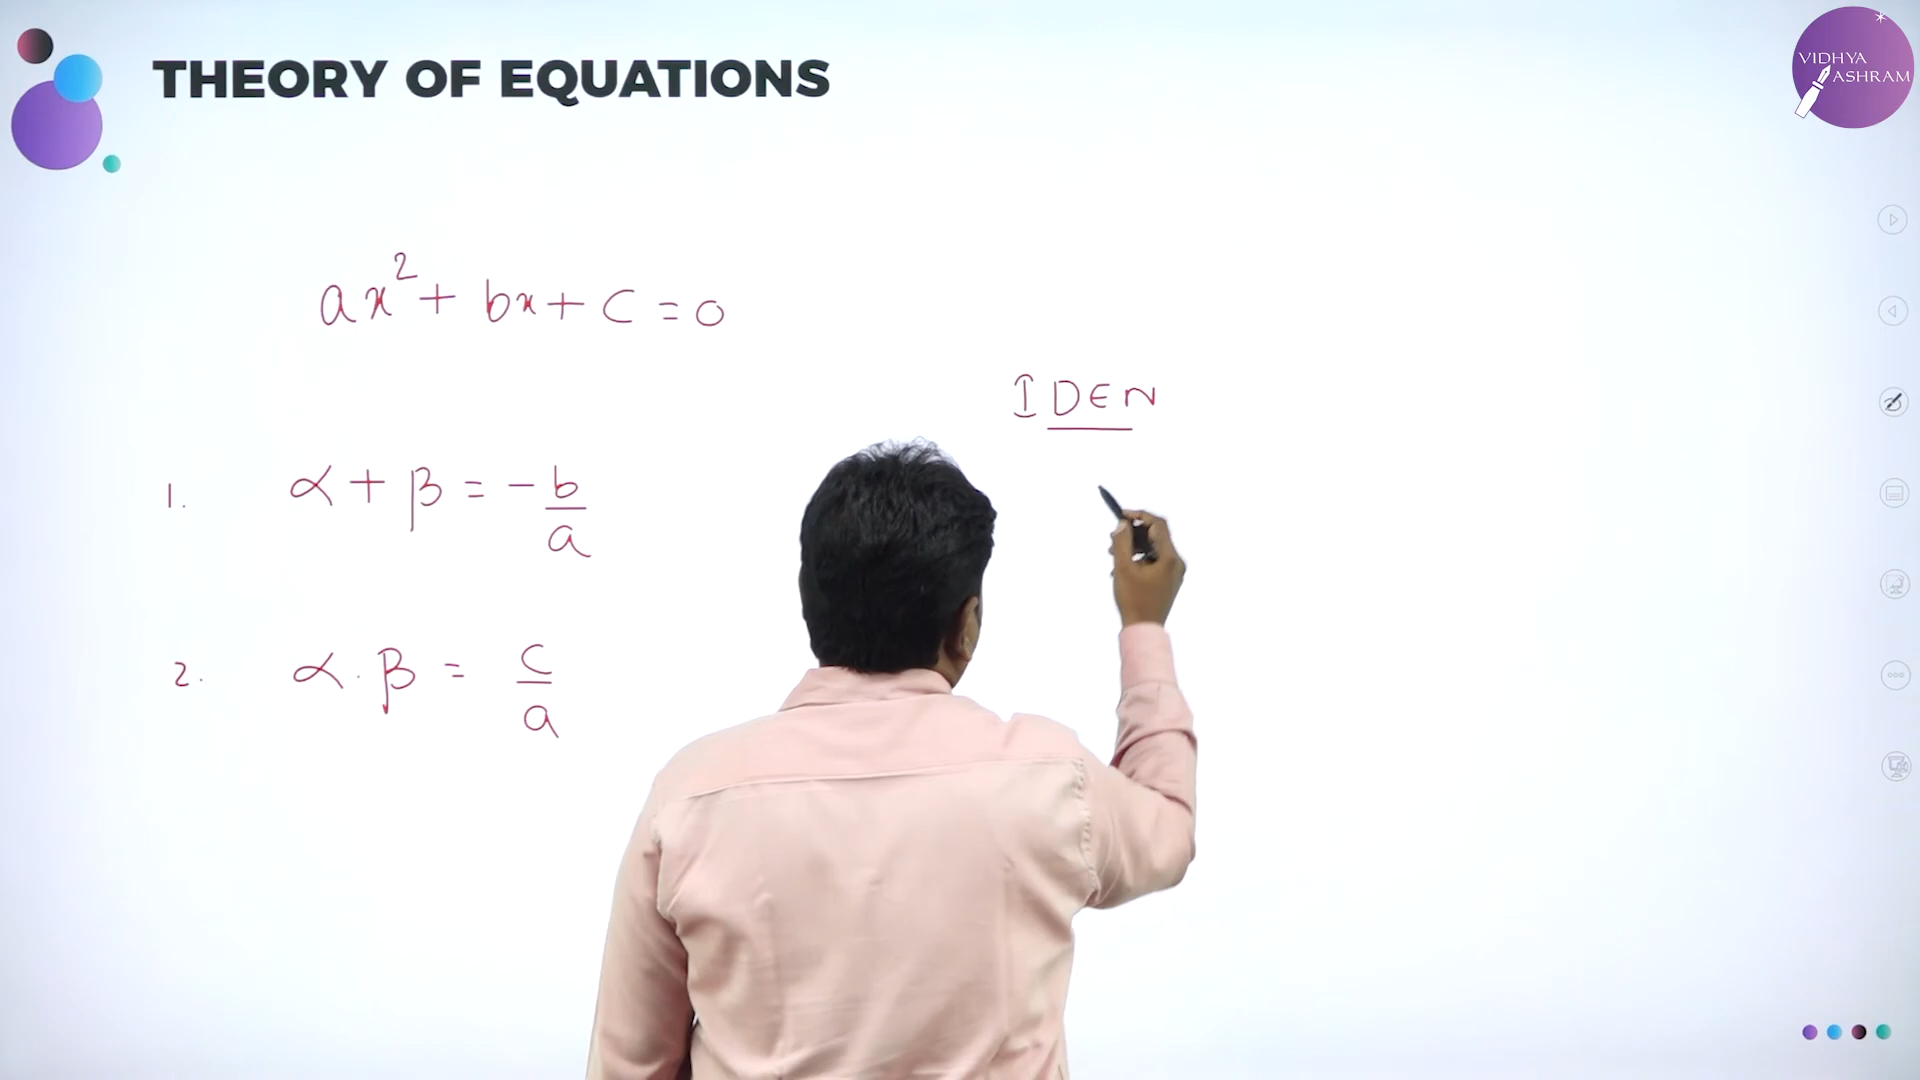 THEORY OF EQUATIONS
VIDHYA
ASHRAM
ax² + bx + c = 0
IDEN
1. α + β = -b/a
2. α . β = c/a